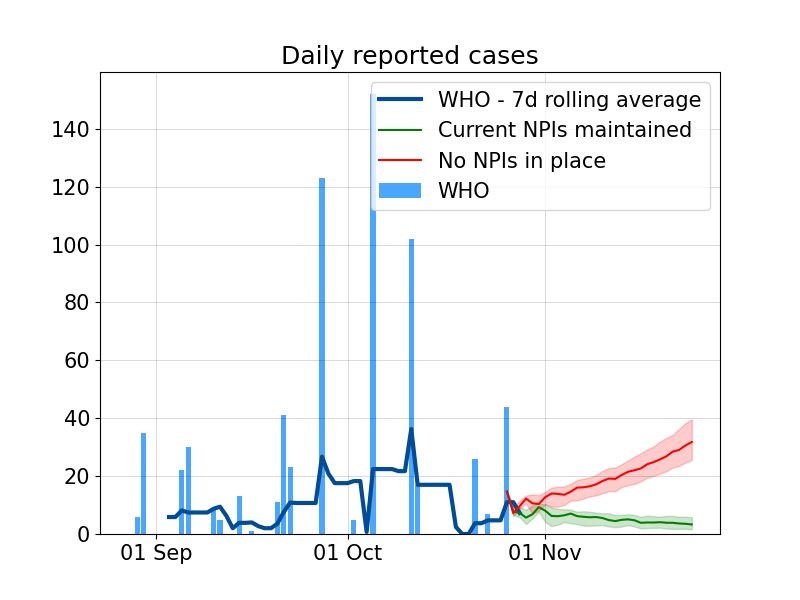 Daily reported cases
WHO - 7d rolling average
Current NPIs maintained
No NPIs in place
WHO
140
120
100
80
60
40
20
0
01 Sep
01 Oct
01 Nov